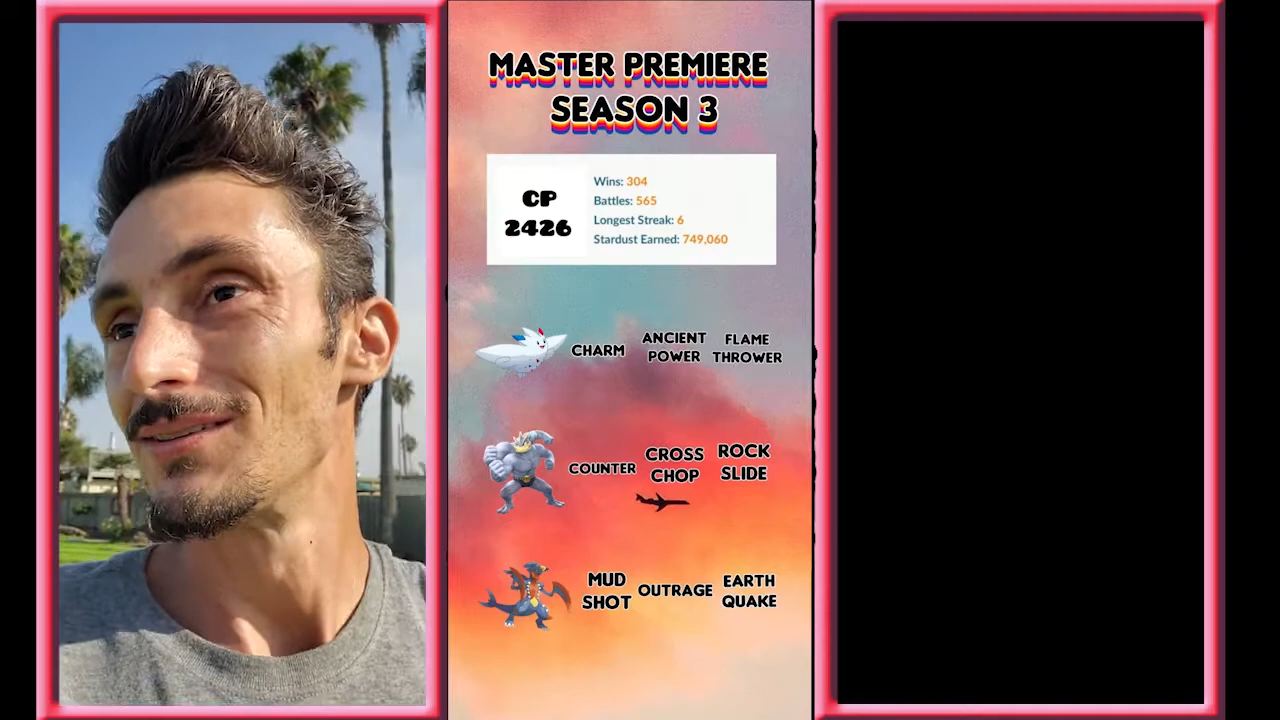 MASTER PREMIERE
SEASON 3
CP
2426
Wins: 304
Battles: 565
Longest Streak: 6
Stardust Earned: 749,060
CHARM
ANCIENT
POWER
FLAME
THROWER
COUNTER
CROSS
CHOP
ROCK
SLIDE
MUD
SHOT
OUTRAGE
EARTH
QUAKE